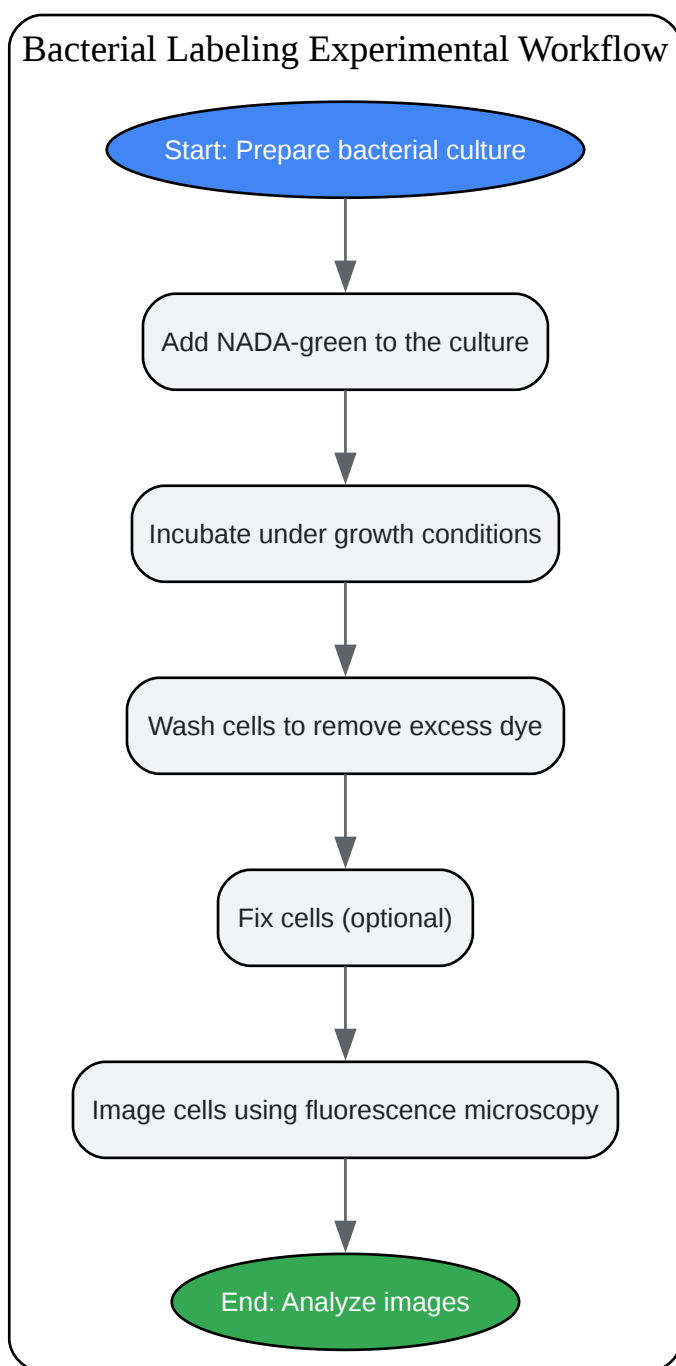 Bacterial Labeling Experimental Workflow
Start: Prepare bacterial culture
Add NADA-green to the culture
Incubate under growth conditions
Wash cells to remove excess dye
Fix cells (optional)
Image cells using fluorescence microscopy
End: Analyze images